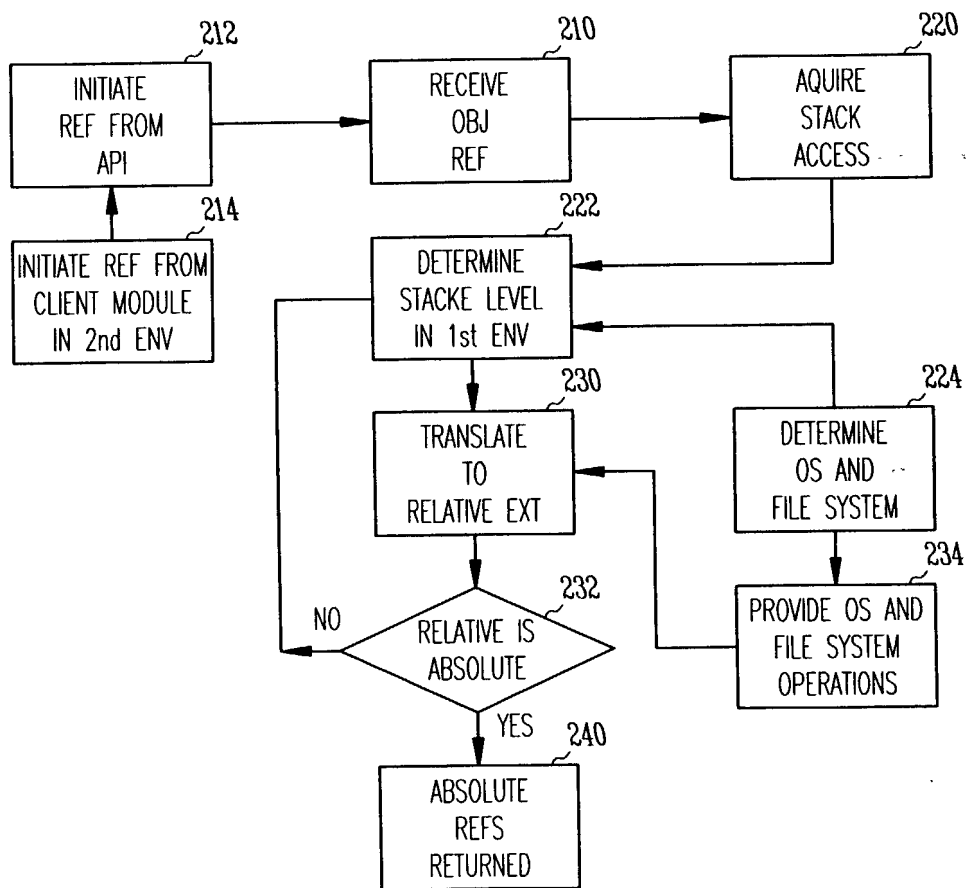 212
INITIATE
REF FROM
API
210
RECEIVE
OBJ
REF
220
AQUIRE
STACK
ACCESS
214
INITIATE REF FROM
CLIENT MODULE
IN 2nd ENV
222
DETERMINE
STACKE LEVEL
IN 1st ENV
230
TRANSLATE
TO
RELATIVE EXT
224
DETERMINE
OS AND
FILE SYSTEM
234
PROVIDE OS AND
FILE SYSTEM
OPERATIONS
232
RELATIVE IS
ABSOLUTE
NO
YES
240
ABSOLUTE
REFS
RETURNED